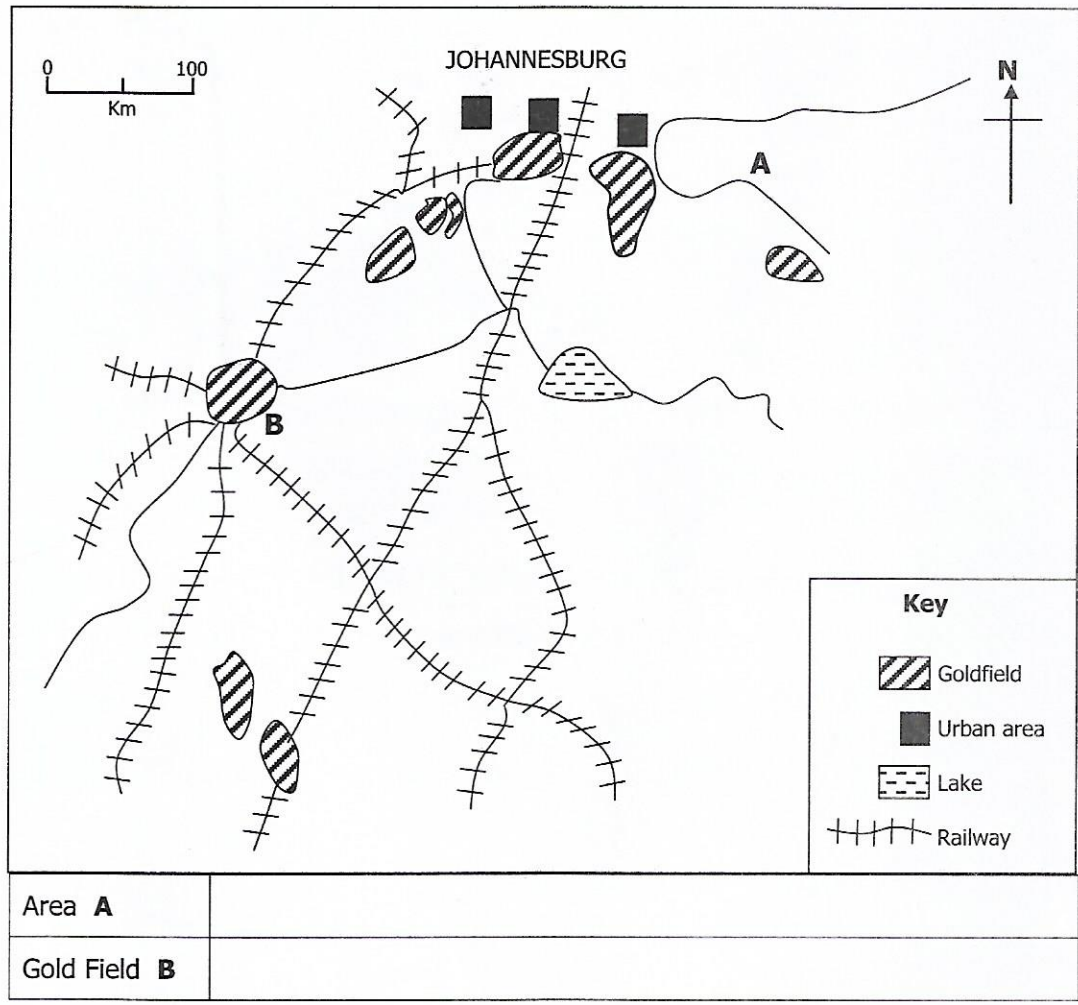 0 100
Km
JOHANNESBURG
N
A
B
Key
Goldfield
Urban area
Lake
Railway
Area A
Gold Field B